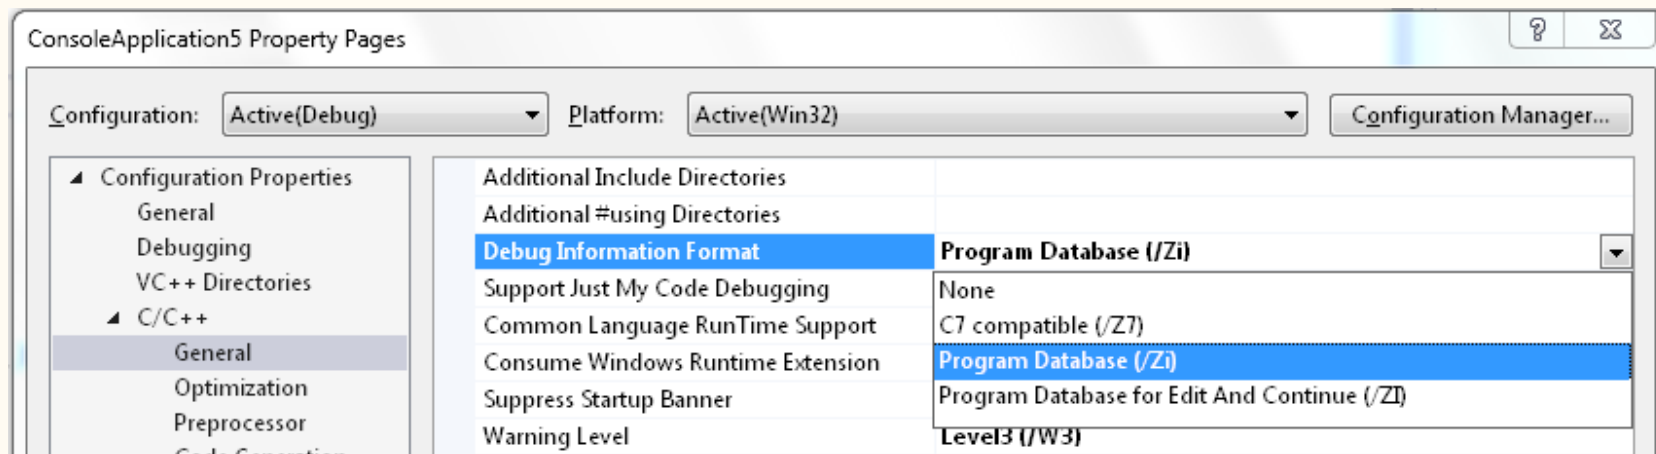 ConsoleApplication5 Property Pages
Configuration: Active(Debug) Platform: Active(Win32) Configuration Manager...
Configuration Properties
General
Debugging
VC++ Directories
C/C++
General
Optimization
Preprocessor
Code Generation
Additional Include Directories
Additional #using Directories
Debug Information Format Program Database (/Zi)
Support Just My Code Debugging
Common Language RunTime Support
Consume Windows Runtime Extension
Suppress Startup Banner
Warning Level Level3 (/W3)
None
C7 compatible (/Z7)
Program Database (/Zi)
Program Database for Edit And Continue (/ZI)